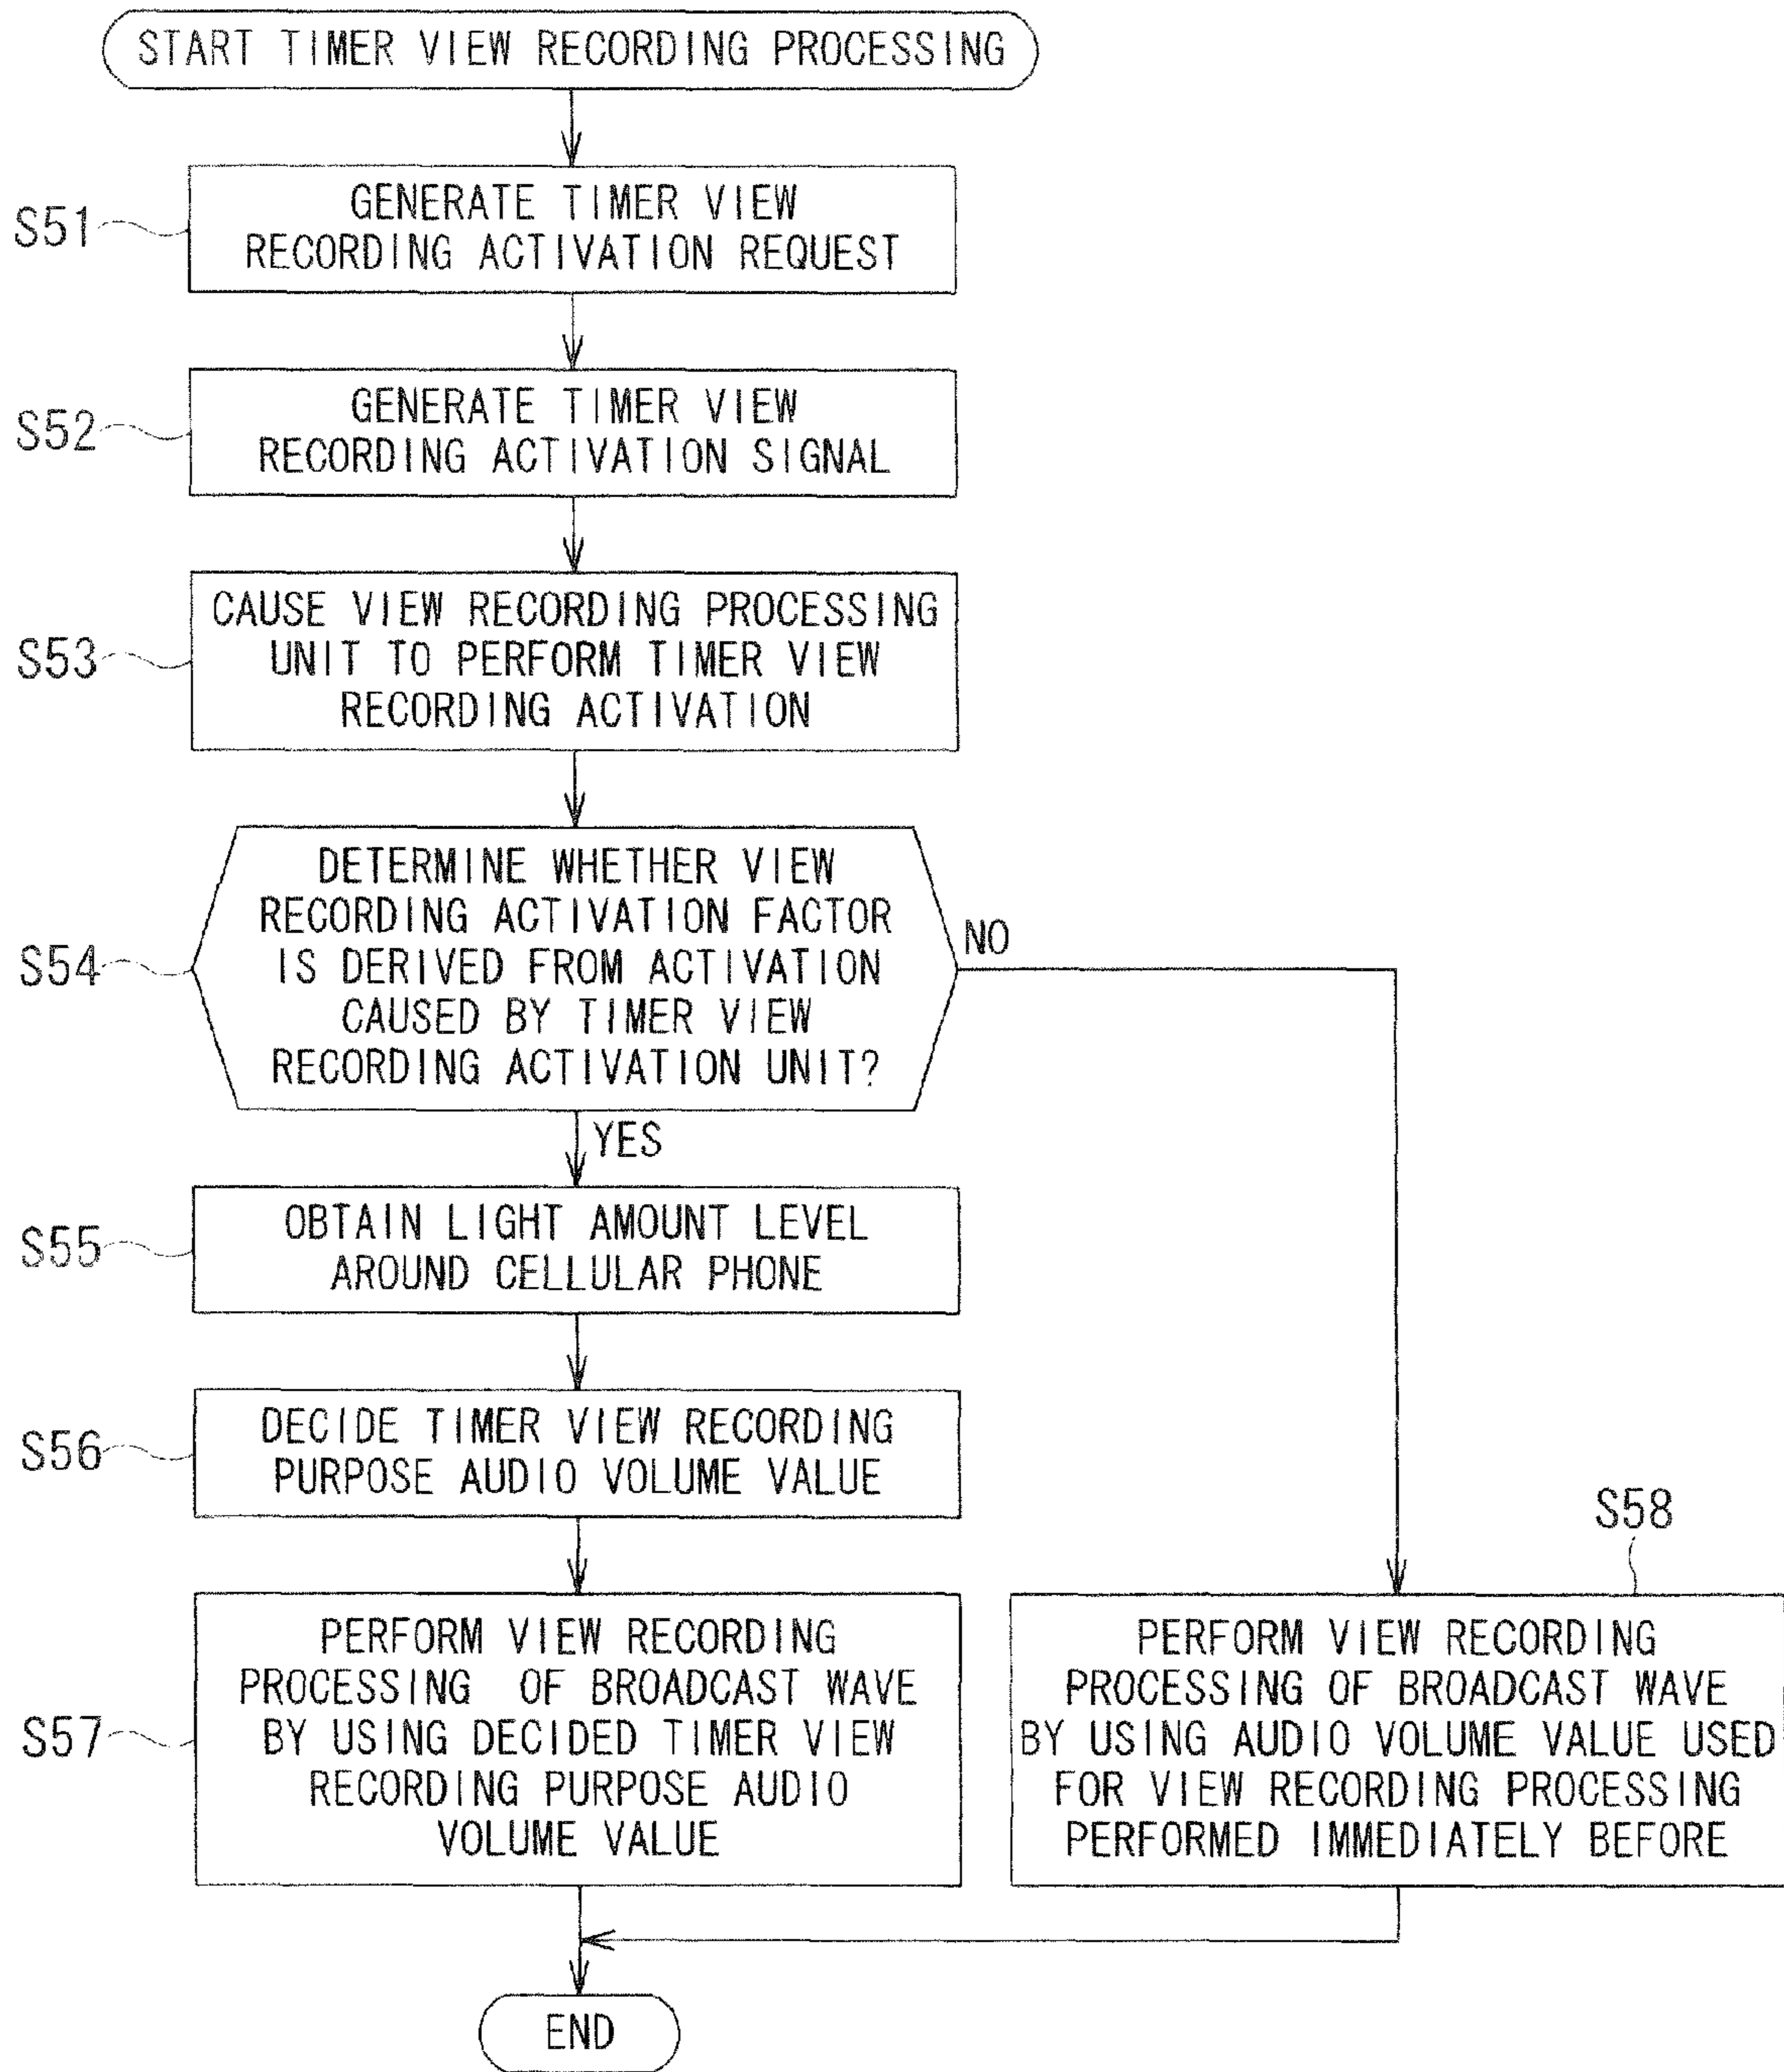 START TIMER VIEW RECORDING PROCESSING
S51
GENERATE TIMER VIEW
RECORDING ACTIVATION REQUEST
S52
GENERATE TIMER VIEW
RECORDING ACTIVATION SIGNAL
S53
CAUSE VIEW RECORDING PROCESSING
UNIT TO PERFORM TIMER VIEW
RECORDING ACTIVATION
S54
DETERMINE WHETHER VIEW
RECORDING ACTIVATION FACTOR
IS DERIVED FROM ACTIVATION
CAUSED BY TIMER VIEW
RECORDING ACTIVATION UNIT?
NO
YES
S55
OBTAIN LIGHT AMOUNT LEVEL
AROUND CELLULAR PHONE
S56
DECIDE TIMER VIEW RECORDING
PURPOSE AUDIO VOLUME VALUE
S57
PERFORM VIEW RECORDING
PROCESSING OF BROADCAST WAVE
BY USING DECIDED TIMER VIEW
RECORDING PURPOSE AUDIO
VOLUME VALUE
S58
PERFORM VIEW RECORDING
PROCESSING OF BROADCAST WAVE
BY USING AUDIO VOLUME VALUE USED
FOR VIEW RECORDING PROCESSING
PERFORMED IMMEDIATELY BEFORE
END